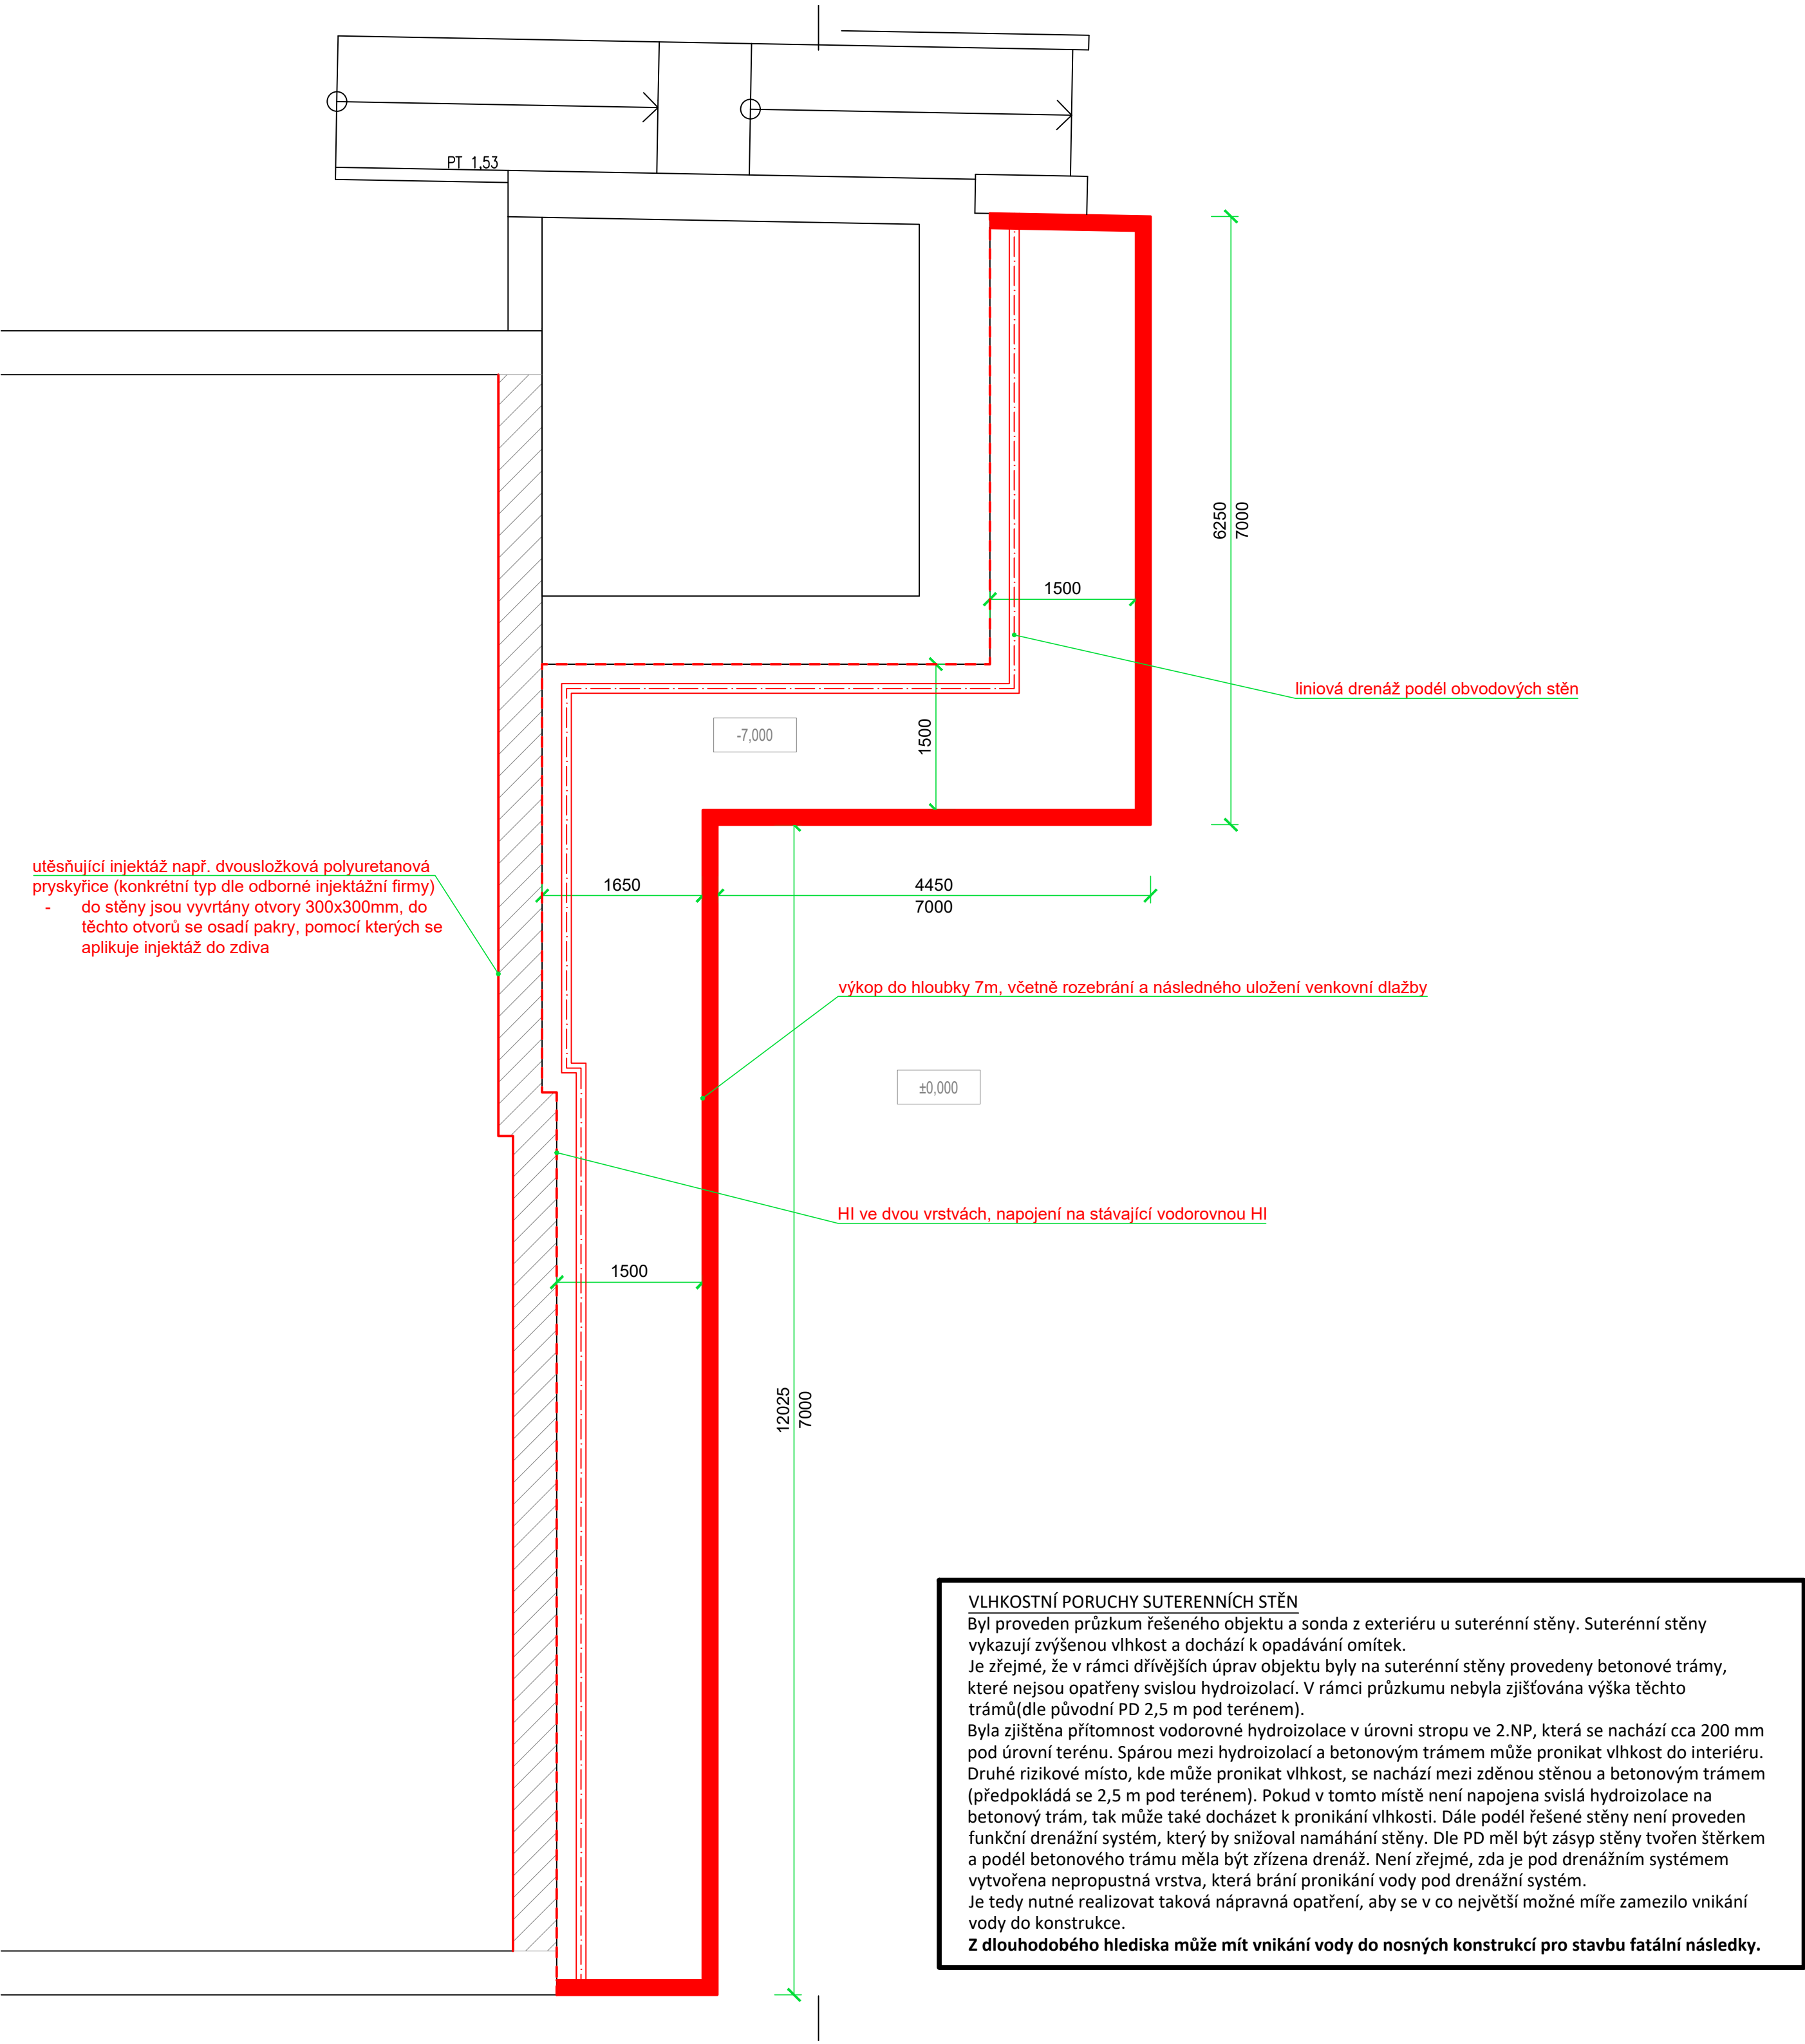 PT 1,53
6250
7000
1500
liniová drenáž podél obvodových stěn
-7,000
1500
utěsňující injektáž např. dvousložková polyuretanová
pryskyřice (konkrétní typ dle odborné injektážní firmy)
- do stěny jsou vyvrtány otvory 300x300mm, do
těchto otvorů se osadí pakry, pomocí kterých se
aplikuje injektáž do zdiva
1650
4450
7000
výkop do hloubky 7m, včetně rozebrání a následného uložení venkovní dlažby
±0,000
HI ve dvou vrstvách, napojení na stávající vodorovnou HI
1500
12025
7000
VLHKOSTNÍ PORUCHY SUTERENNÍCH STĚN
Byl proveden průzkum řešeného objektu a sonda z exteriéru u suterénní stěny. Suterénní stěny
vykazují zvýšenou vlhkost a dochází k opadávání omítek.
Je zřejmé, že v rámci dřívějších úprav objektu byly na suterénní stěny provedeny betonové trámy,
které nejsou opatřeny svislou hydroizolací. V rámci průzkumu nebyla zjišťována výška těchto
trámů(dle původní PD 2,5 m pod terénem).
Byla zjištěna přítomnost vodorovné hydroizolace v úrovni stropu ve 2.NP, která se nachází cca 200 mm
pod úrovní terénu. Spárou mezi hydroizolací a betonovým trámem může pronikat vlhkost do interiéru.
Druhé rizikové místo, kde může pronikat vlhkost, se nachází mezi zděnou stěnou a betonovým trámem
(předpokládá se 2,5 m pod terénem). Pokud v tomto místě není napojena svislá hydroizolace na
betonový trám, tak může také docházet k pronikání vlhkosti. Dále podél řešené stěny není proveden
funkční drenážní systém, který by snižoval namáhání stěny. Dle PD měl být zásyp stěny tvořen štěrkem
a podél betonového trámu měla být zřízena drenáž. Není zřejmé, zda je pod drenážním systémem
vytvořena nepropustná vrstva, která brání pronikání vody pod drenážní systém.
Je tedy nutné realizovat taková nápravná opatření, aby se v co největší možné míře zamezilo vnikání
vody do konstrukce.
Z dlouhodobého hlediska může mít vnikání vody do nosných konstrukcí pro stavbu fatální následky.